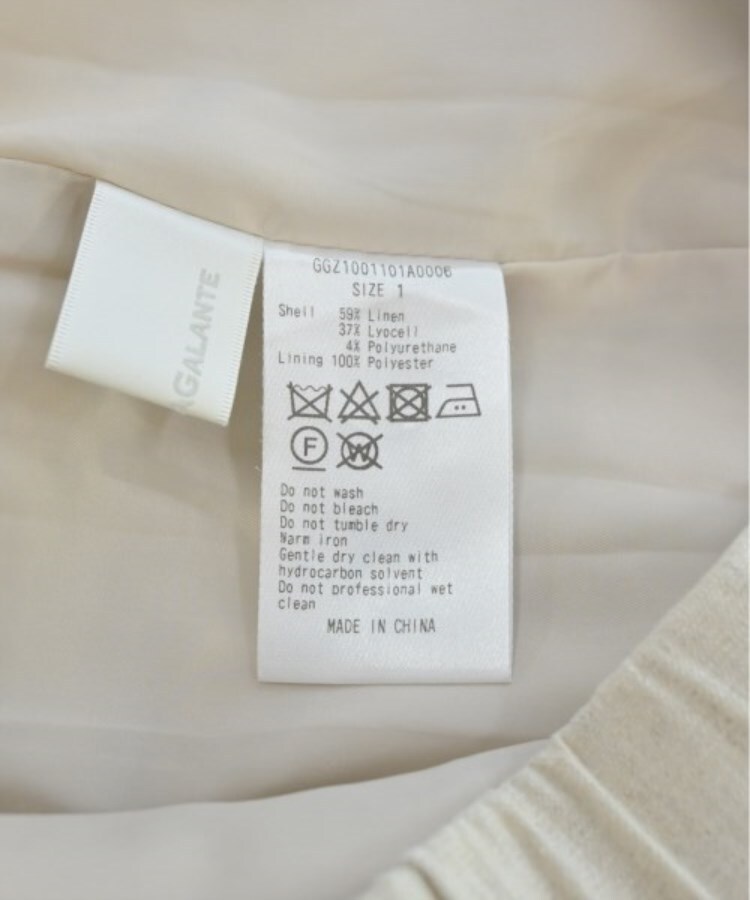 AGALANTE
GGZ1001101A0006
SIZE 1
Shell 59% Linen
37% Lyocell
4% Polyurethane
Lining 100% Polyester
F W
Do not wash
Do not bleach
Do not tumble dry
Warm iron
Gentle dry clean with
hydrocarbon solvent
Do not professional wet
clean
MADE IN CHINA